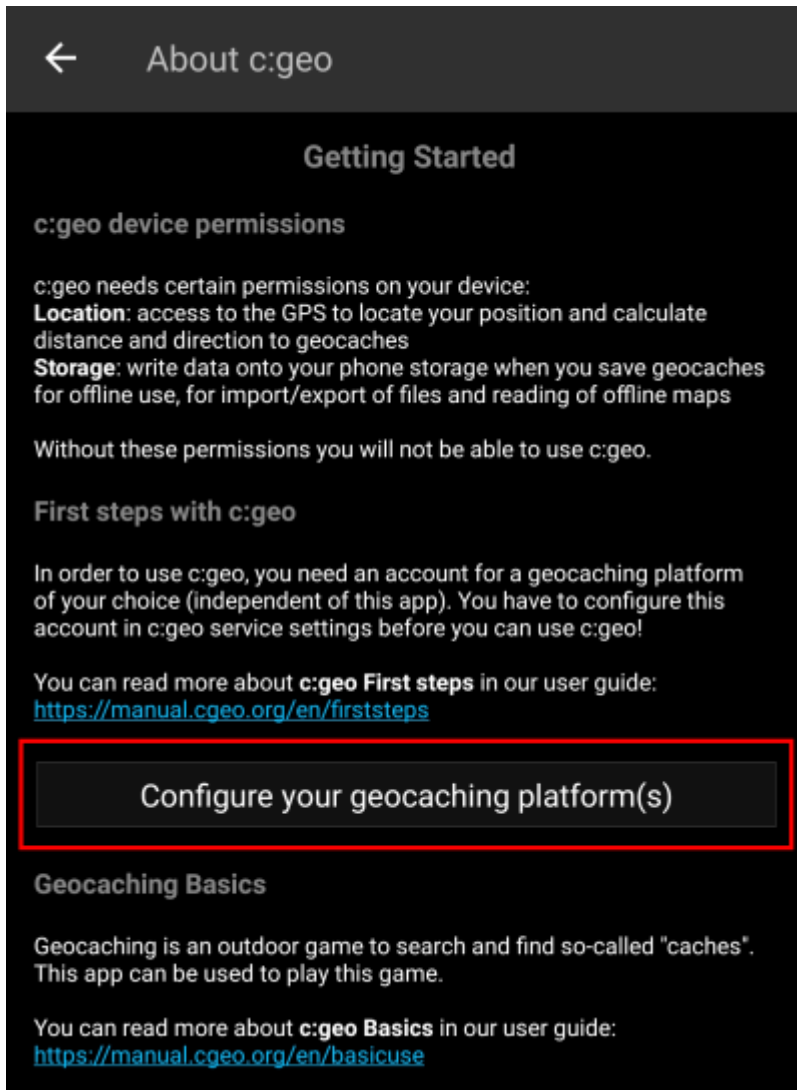 About c:geo
Getting Started
c:geo device permissions
c:geo needs certain permissions on your device:
Location: access to the GPS to locate your position and calculate
distance and direction to geocaches
Storage: write data onto your phone storage when you save geocaches
for offline use, for import/export of files and reading of offline maps
Without these permissions you will not be able to use c:geo.
First steps with c:geo
In order to use c:geo, you need an account for a geocaching platform
of your choice (independent of this app). You have to configure this
account in c:geo service settings before you can use c:geo!
You can read more about c:geo First steps in our user guide:
https://manual.cgeo.org/en/firststeps
Configure your geocaching platform(s)
Geocaching Basics
Geocaching is an outdoor game to search and find so-called "caches".
This app can be used to play this game.
You can read more about c:geo Basics in our user guide:
https://manual.cgeo.org/en/basicuse